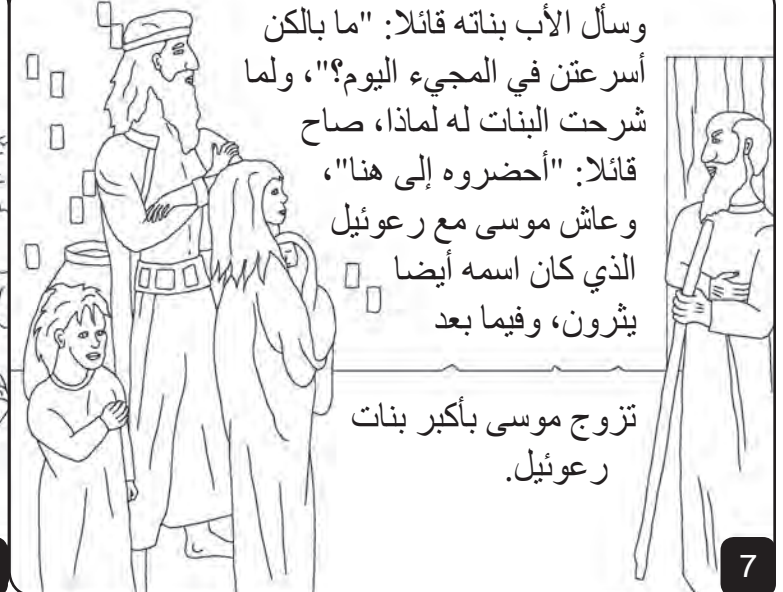 وسأل الأب بناته قائلا: "ما بالكن
أسرعتن في المجيء اليوم؟"، ولما
شرحت البنات له لماذا، صاح
قائلا: "أحضروه إلى هنا"،
وعاش موسى مع رعوئيل
الذي كان اسمه أيضا
يثرون، وفيما بعد
تزوج موسى بأكبر بنات
رعوئيل.
7